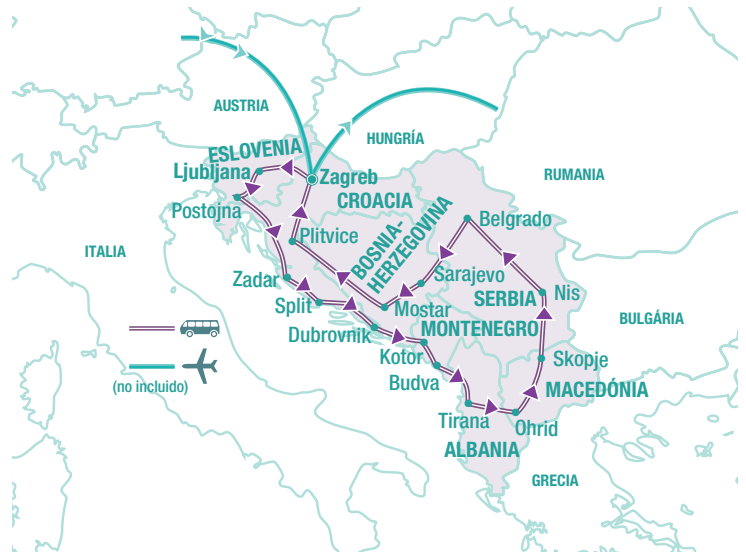 AUSTRIA
HUNGRÍA
ESLOVENIA
Ljubljana
Zagreb
RUMANIA
Postojna
CROACIA
ITALIA
Plitvice
BOSNIA-
HERZEGOVINA
Belgrado
Zadar
Sarajevo
Split
SERBIA
Nis
Mostar
BULGÁRIA
Dubrovnik
MONTENEGRO
Kotor
Skopje
(no incluido)
Budva
MACEDÓNIA
Tirana
Ohrid
ALBANIA
GRECIA